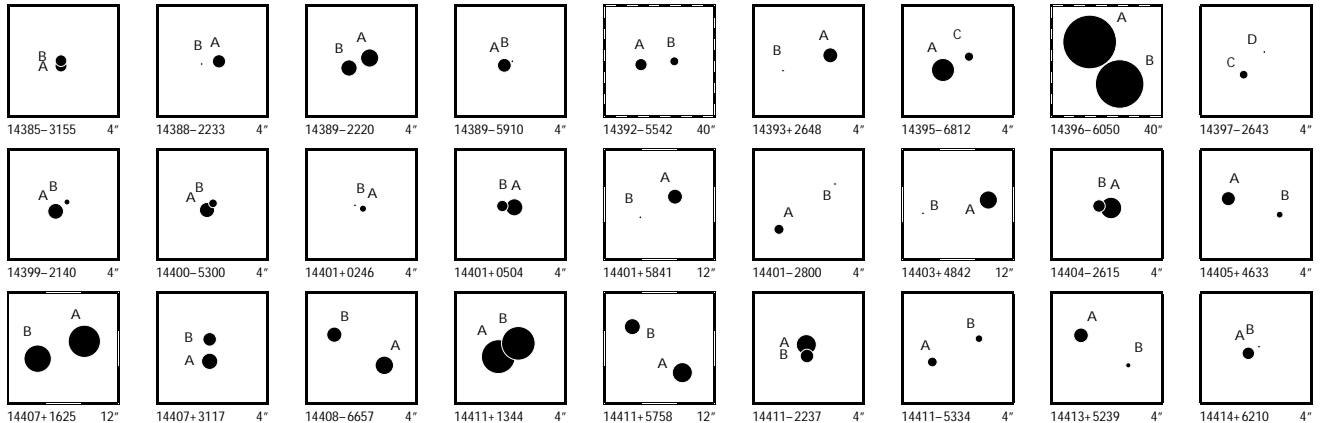 B
A
14385−3155 4″
B A
14388−2233 4″
B A
14389−2220 4″
A B
14389−5910 4″
A B
14392−5542 40″
B A
14393+2648 4″
A C
14395−6812 4″
A
B
14396−6050 40″
D
C
14397−2643 4″
A B
14399−2140 4″
A B
14400−5300 4″
B A
14401+0246 4″
B A
14401+0504 4″
B A
14401+5841 12″
A B
14401−2800 4″
B A
14403+4842 12″
B A
14404−2615 4″
A B
14405+4633 4″
B A
14407+1625 12″
B
A
14407+3117 4″
B
A
14408−6657 4″
A B
14411+1344 4″
B
A
14411+5758 12″
A
B
14411−2237 4″
A B
14411−5334 4″
A
B
14413+5239 4″
A B
14414+6210 4″